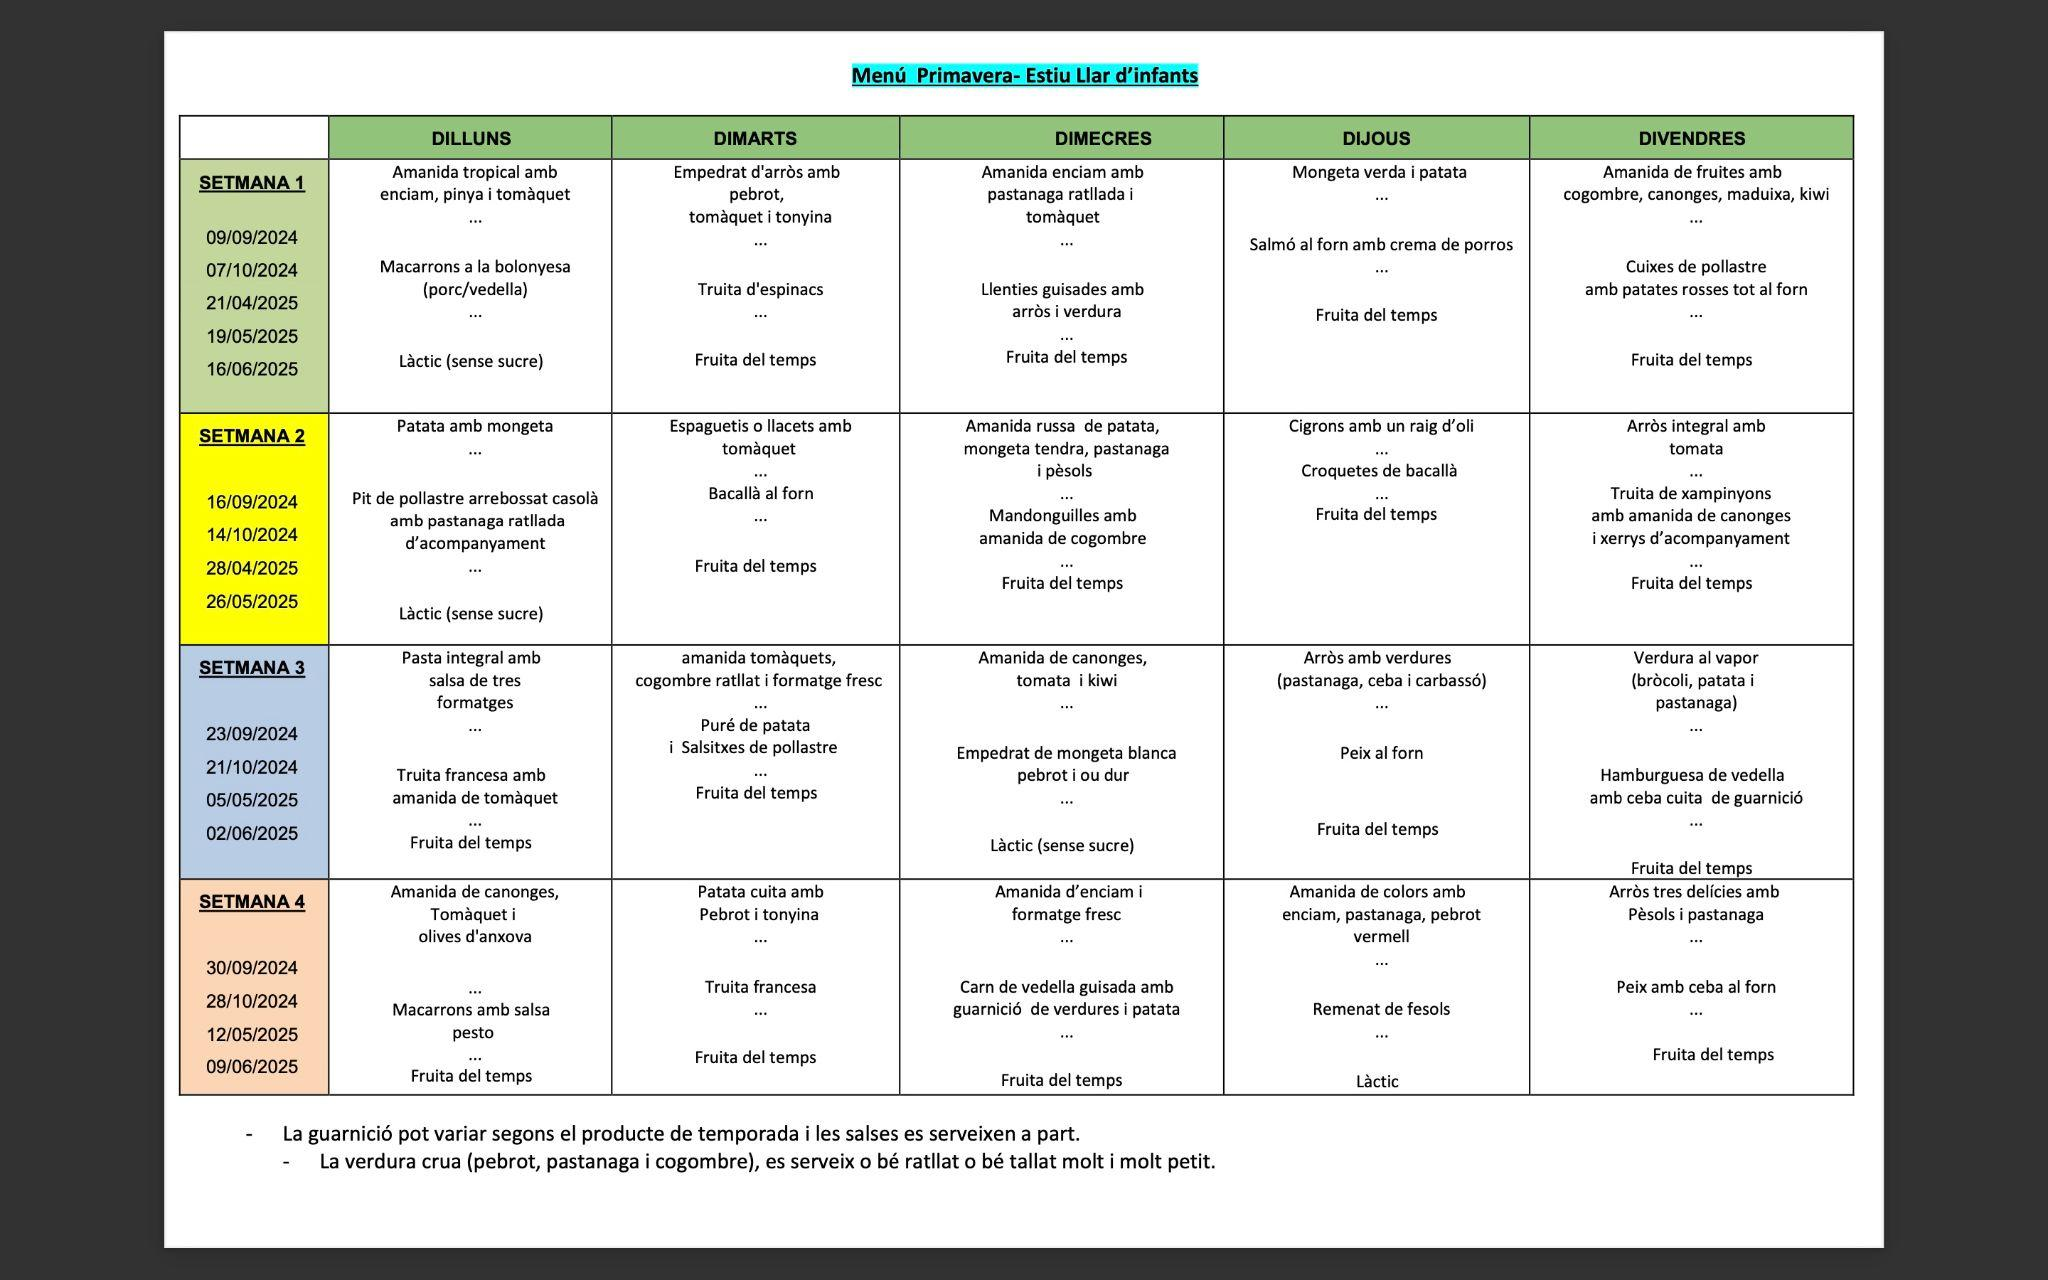 Menú  Primavera- Estiu Llar d’infants
DILLUNS
DIMARTS
DIMECRES
DIJOUS
DIVENDRES
SETMANA 1
09/09/2024
07/10/2024
21/04/2025
19/05/2025
16/06/2025
Amanida tropical amb
enciam, pinya i tomàquet
...
Macarrons a la bolonyesa
(porc/vedella)
...
Làctic (sense sucre)
Empedrat d'arròs amb
pebrot,
tomàquet i tonyina
...
Truita d'espinacs
...
Fruita del temps
Amanida enciam amb
pastanaga ratllada i
tomàquet
...
Llenties guisades amb
arròs i verdura
...
Fruita del temps
Mongeta verda i patata
...
Salmó al forn amb crema de porros
...
Fruita del temps
Amanida de fruites amb
cogombre, canonges, maduixa, kiwi
...
Cuixes de pollastre
amb patates rosses tot al forn
...
Fruita del temps
SETMANA 2
16/09/2024
14/10/2024
28/04/2025
26/05/2025
Patata amb mongeta
...
Pit de pollastre arrebossat casolà
amb pastanaga ratllada
d’acompanyament
...
Làctic (sense sucre)
Espaguetis o llacets amb
tomàquet
...
Bacallà al forn
...
Fruita del temps
Amanida russa  de patata,
mongeta tendra, pastanaga
i pèsols
...
Mandonguilles amb
amanida de cogombre
...
Fruita del temps
Cigrons amb un raig d’oli
...
Croquetes de bacallà
...
Fruita del temps
Arròs integral amb
tomata
...
Truita de xampinyons
amb amanida de canonges
i xerrys d’acompanyament
...
Fruita del temps
SETMANA 3
23/09/2024
21/10/2024
05/05/2025
02/06/2025
Pasta integral amb
salsa de tres
formatges
...
Truita francesa amb
amanida de tomàquet
...
Fruita del temps
amanida tomàquets,
cogombre ratllat i formatge fresc
...
Puré de patata
i  Salsitxes de pollastre
...
Fruita del temps
Amanida de canonges,
tomata  i kiwi
...
Empedrat de mongeta blanca
pebrot i ou dur
...
Làctic (sense sucre)
Arròs amb verdures
(pastanaga, ceba i carbassó)
...
Peix al forn
Fruita del temps
Verdura al vapor
(bròcoli, patata i
pastanaga)
...
Hamburguesa de vedella
amb ceba cuita  de guarnició
...
Fruita del temps
SETMANA 4
30/09/2024
28/10/2024
12/05/2025
09/06/2025
Amanida de canonges,
Tomàquet i
olives d'anxova
...
Macarrons amb salsa
pesto
...
Fruita del temps
Patata cuita amb
Pebrot i tonyina
...
Truita francesa
...
Fruita del temps
Amanida d’enciam i
formatge fresc
...
Carn de vedella guisada amb
guarnició  de verdures i patata
...
Fruita del temps
Amanida de colors amb
enciam, pastanaga, pebrot
vermell
...
Remenat de fesols
...
Làctic
Arròs tres delícies amb
Pèsols i pastanaga
...
Peix amb ceba al forn
...
Fruita del temps
- La guarnició pot variar segons el producte de temporada i les salses es serveixen a part.
- La verdura crua (pebrot, pastanaga i cogombre), es serveix o bé ratllat o bé tallat molt i molt petit.